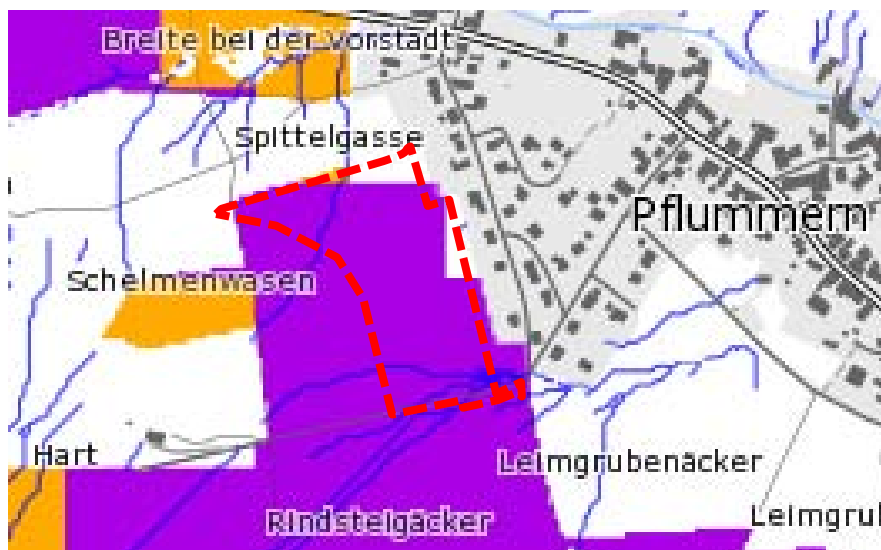 Breite bei der Vorstadt
Spittelgasse
Pflummern
Schelmenwasen
Hart
Leimgrubenäcker
Rindsteigäcker
Leimgru